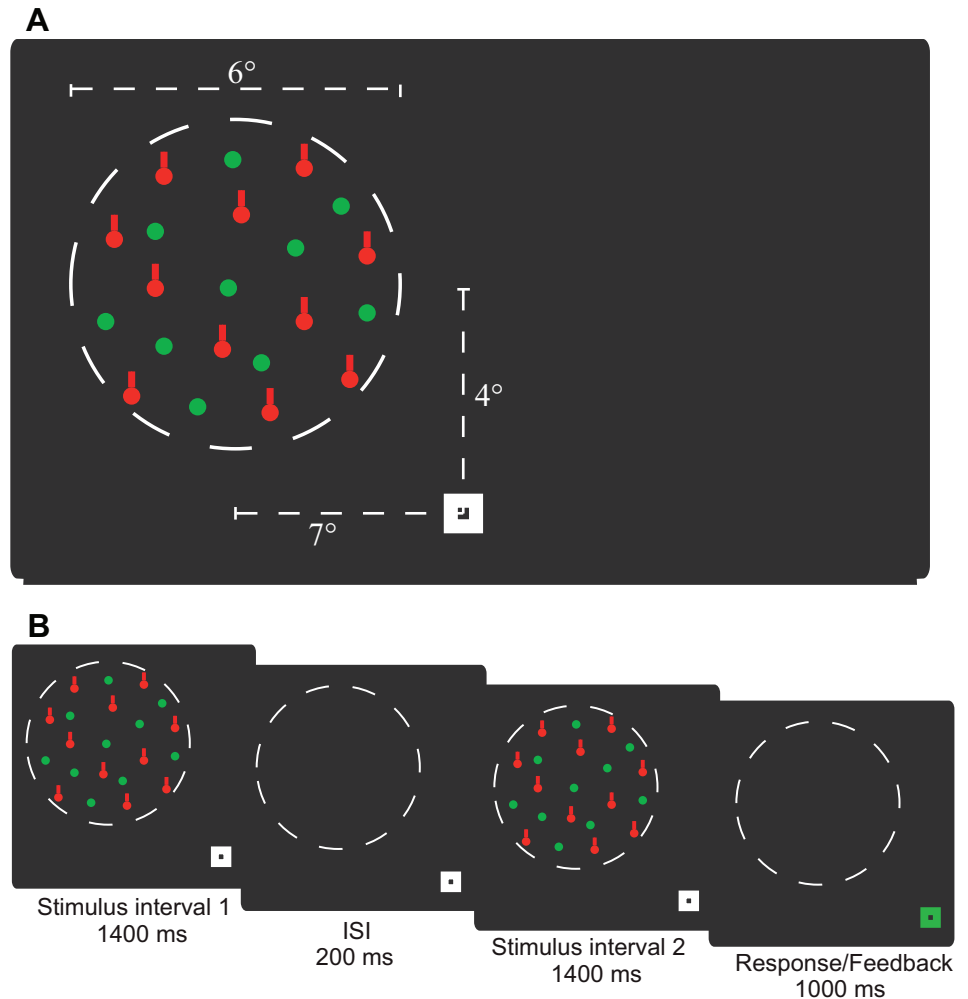 A
6°
4°
7°
B
Stimulus interval 1
1400 ms
ISI
200 ms
Stimulus interval 2
1400 ms
Response/Feedback
1000 ms